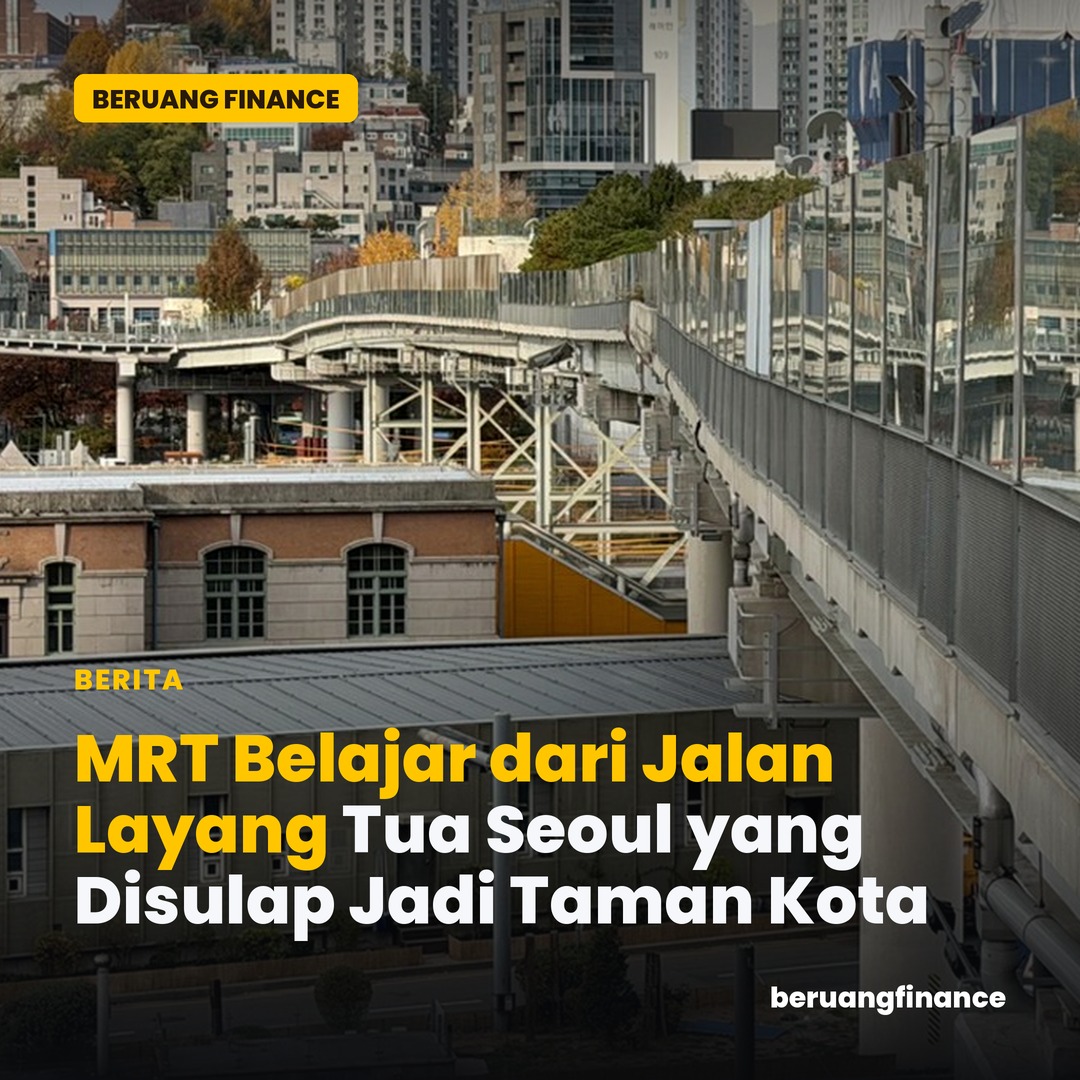 BERUANG FINANCE
BERITA
MRT Belajar dari Jalan
Layang Tua Seoul yang
Disulap Jadi Taman Kota
beruangfinance